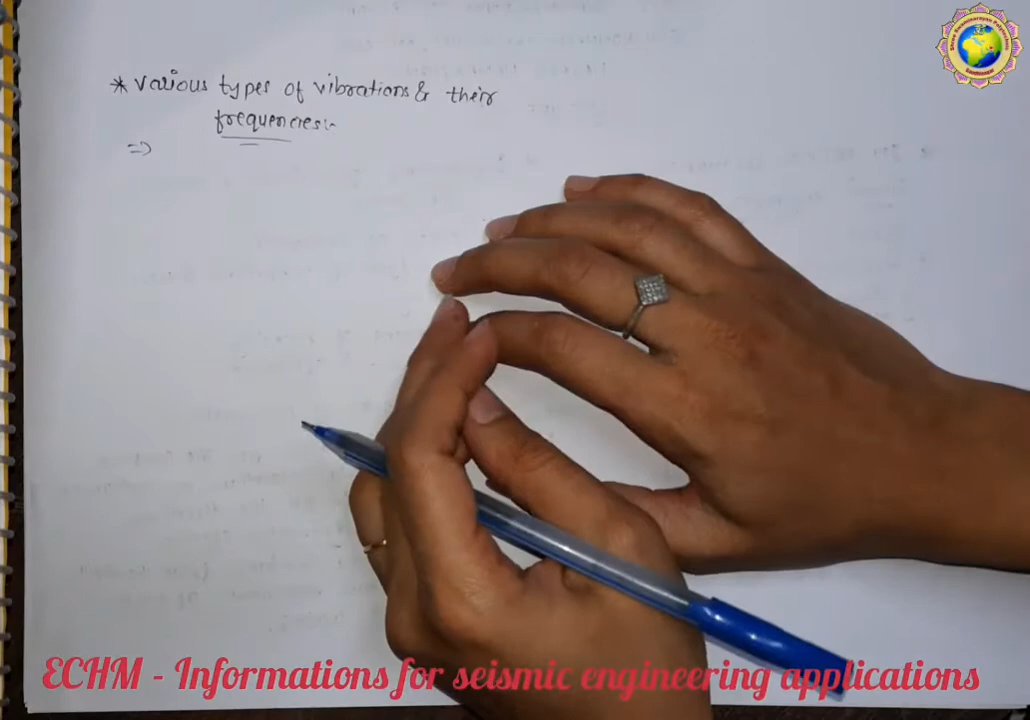 * Various types of vibrations & their
frequencies:-
=>
ECHM - Informations for seismic engineering applications